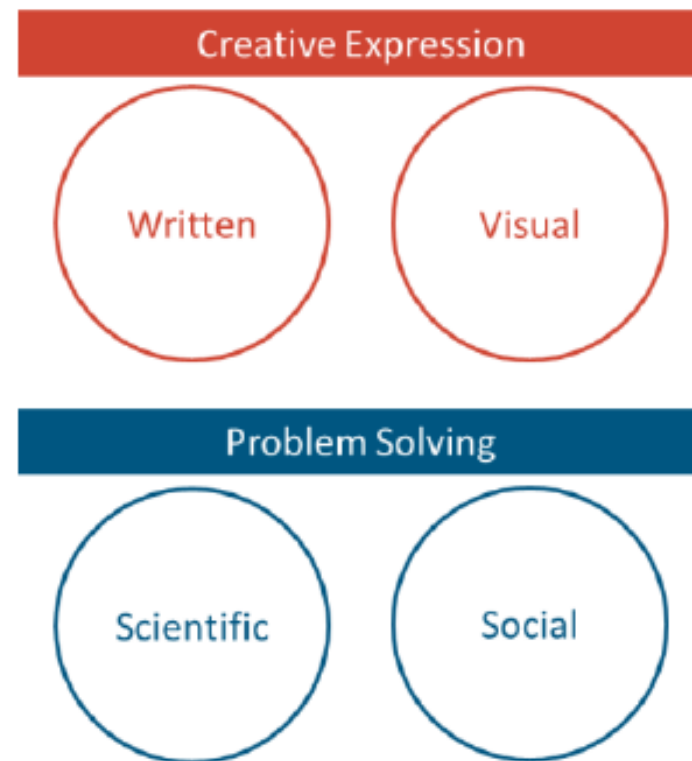 Creative Expression
Written
Visual
Problem Solving
Scientific
Social